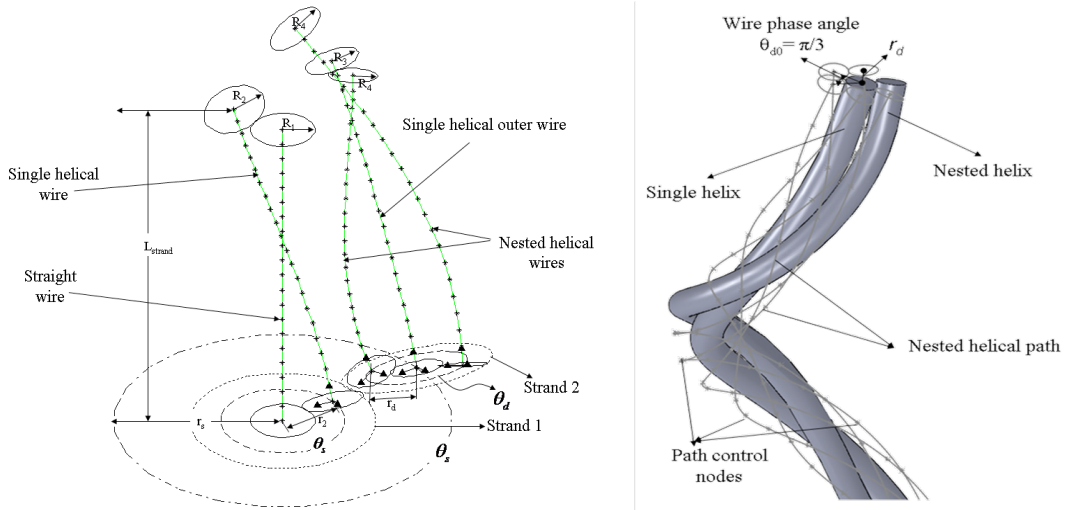 R₄
R₃
R₄
R₂
R₁
Single helical outer wire
Single helical
wire
Lstrand
Straight
wire
Nested helical
wires
Strand 2
θd
rd
rs
r₂
Strand 1
θs
θs
Wire phase angle
θd0= π/3
rd
Nested helix
Single helix
Nested helical path
Path control
nodes